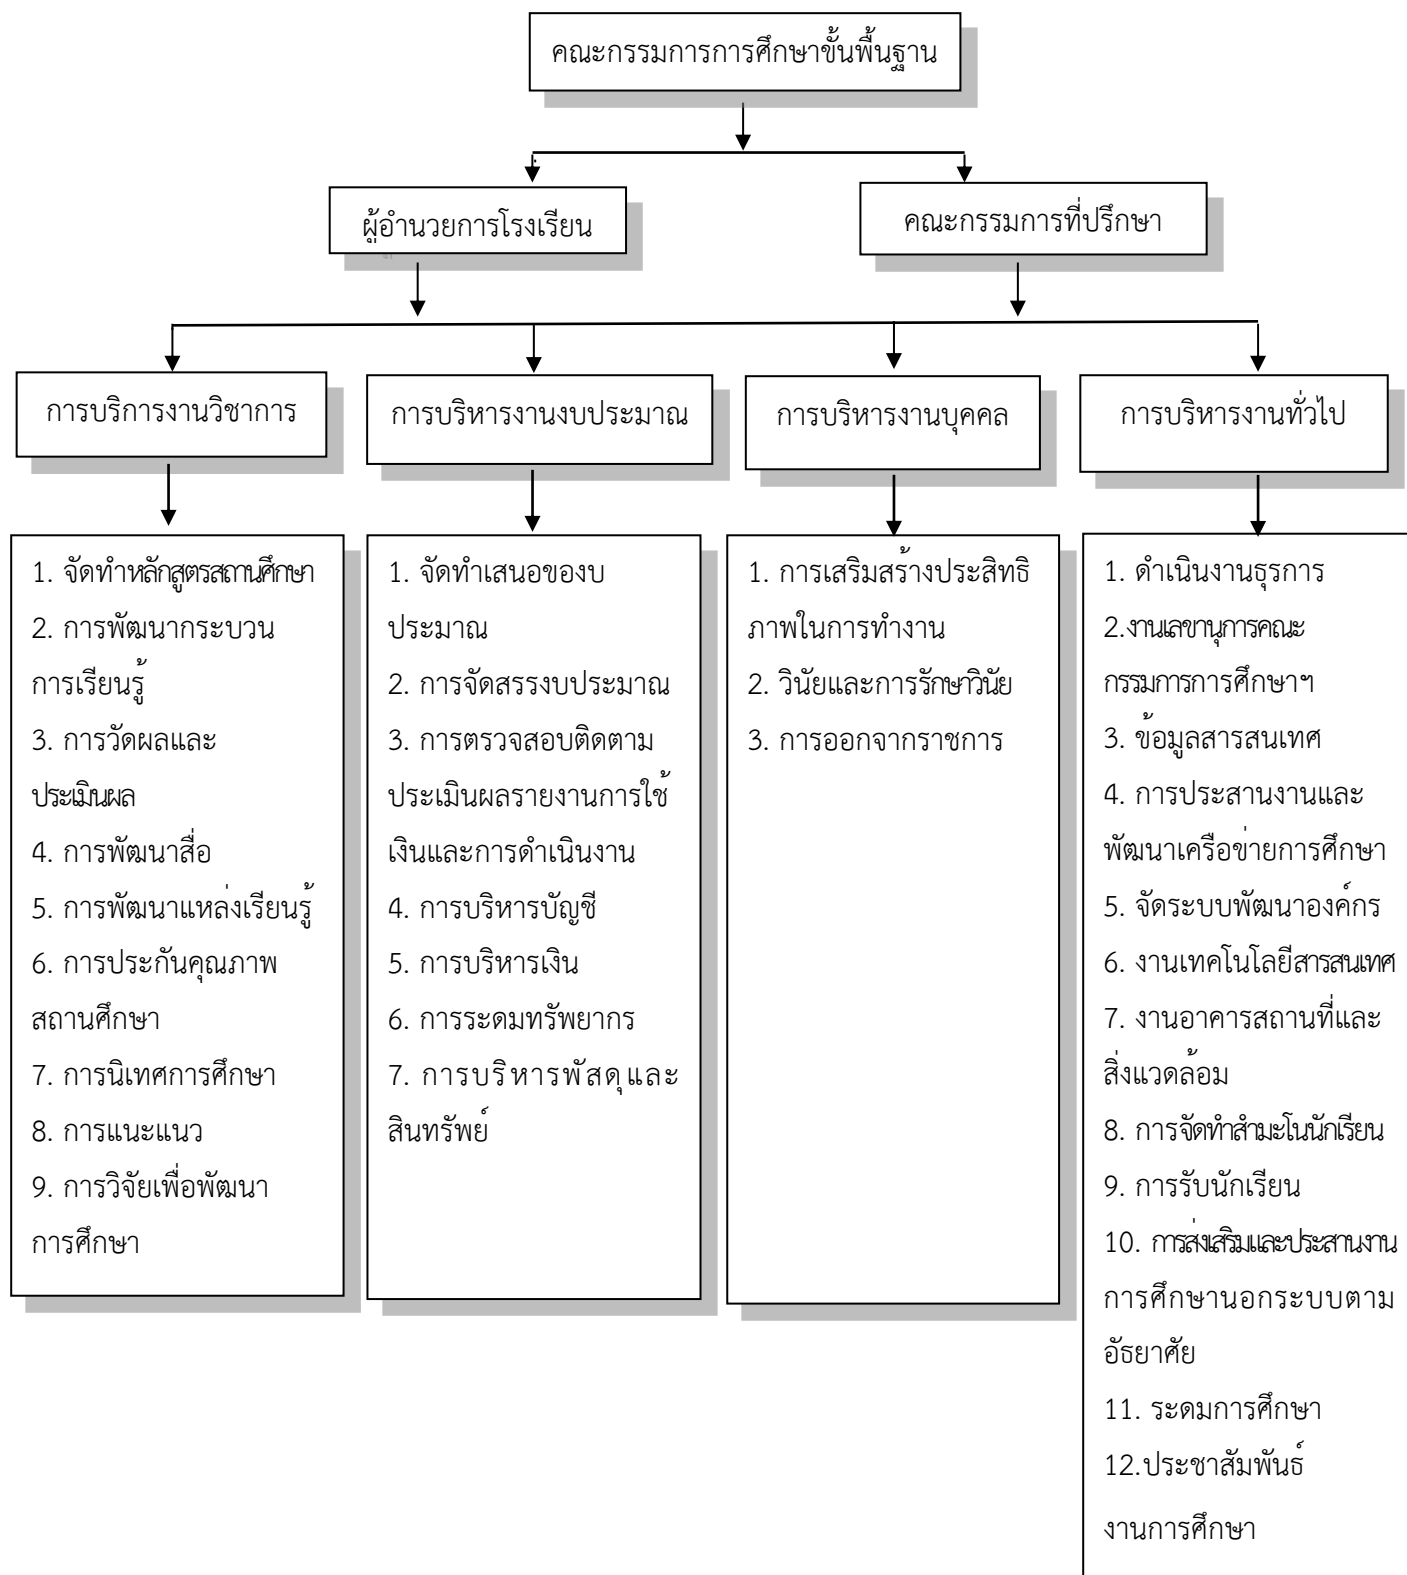 คณะกรรมการการศึกษาขั้นพื้นฐาน
ผู้อำนวยการโรงเรียน
คณะกรรมการที่ปรึกษา
การบริการงานวิชาการ
การบริหารงานงบประมาณ
การบริหารงานบุคคล
การบริหารงานทั่วไป
1. จัดทำหลักสูตรสถานศึกษา
2. การพัฒนากระบวน
การเรียนรู้
3. การวัดผลและ
ประเมินผล
4. การพัฒนาสื่อ
5. การพัฒนาแหล่งเรียนรู้
6. การประกันคุณภาพ
สถานศึกษา
7. การนิเทศการศึกษา
8. การแนะแนว
9. การวิจัยเพื่อพัฒนา
การศึกษา
1. จัดทำเสนอของบ
ประมาณ
2. การจัดสรรงบประมาณ
3. การตรวจสอบติดตาม
ประเมินผลรายงานการใช้
เงินและการดำเนินงาน
4. การบริหารบัญชี
5. การบริหารเงิน
6. การระดมทรัพยากร
7. การบริหารพัสดุและ
สินทรัพย์
1. การเสริมสร้างประสิทธิ
ภาพในการทำงาน
2. วินัยและการรักษาวินัย
3. การออกจากราชการ
1. ดำเนินงานธุรการ
2.งานเลขานุการคณะ
กรรมการการศึกษาฯ
3. ข้อมูลสารสนเทศ
4. การประสานงานและ
พัฒนาเครือข่ายการศึกษา
5. จัดระบบพัฒนาองค์กร
6. งานเทคโนโลยีสารสนเทศ
7. งานอาคารสถานที่และ
สิ่งแวดล้อม
8. การจัดทำสำมะโนนักเรียน
9. การรับนักเรียน
10. การส่งเสริมและประสานงาน
การศึกษานอกระบบตาม
อัธยาศัย
11. ระดมการศึกษา
12.ประชาสัมพันธ์
งานการศึกษา